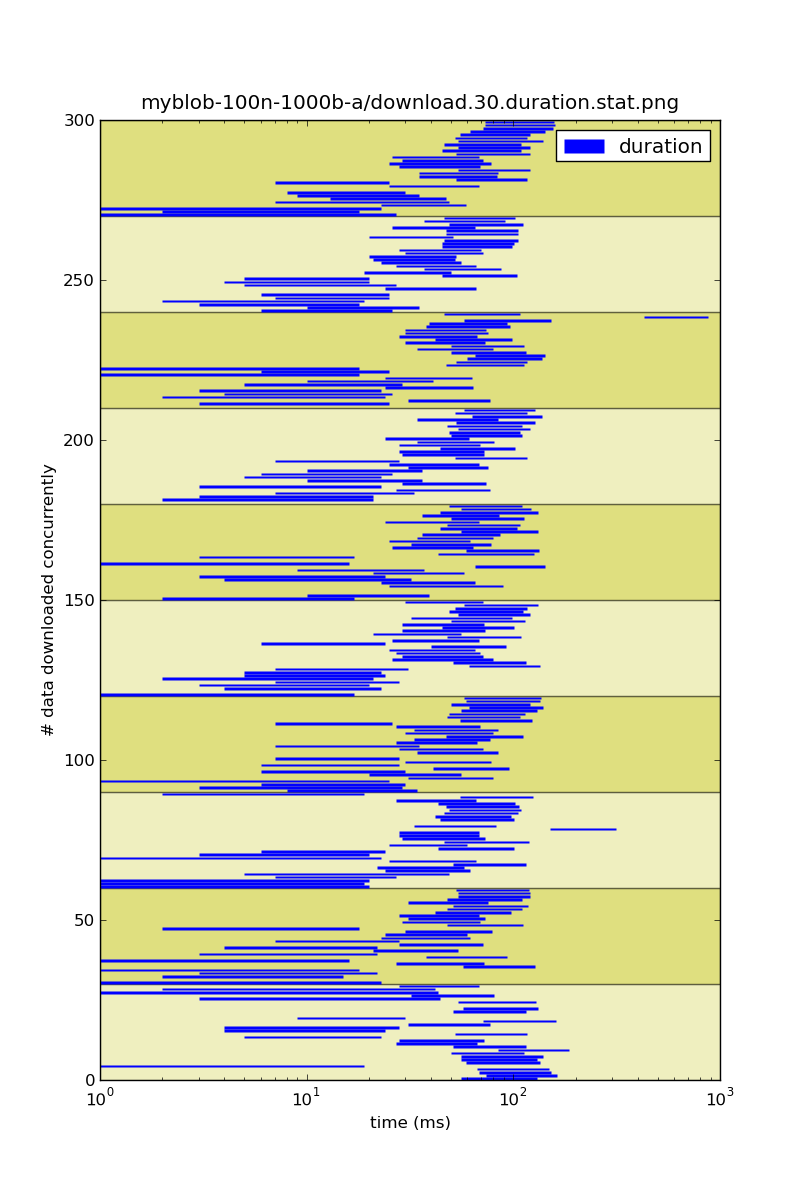 myblob-100n-1000b-a/download.30.duration.stat.png
duration
300
250
200
150
100
50
0
# data downloaded concurrently
10^0 10^1 10^2 10^3
time (ms)